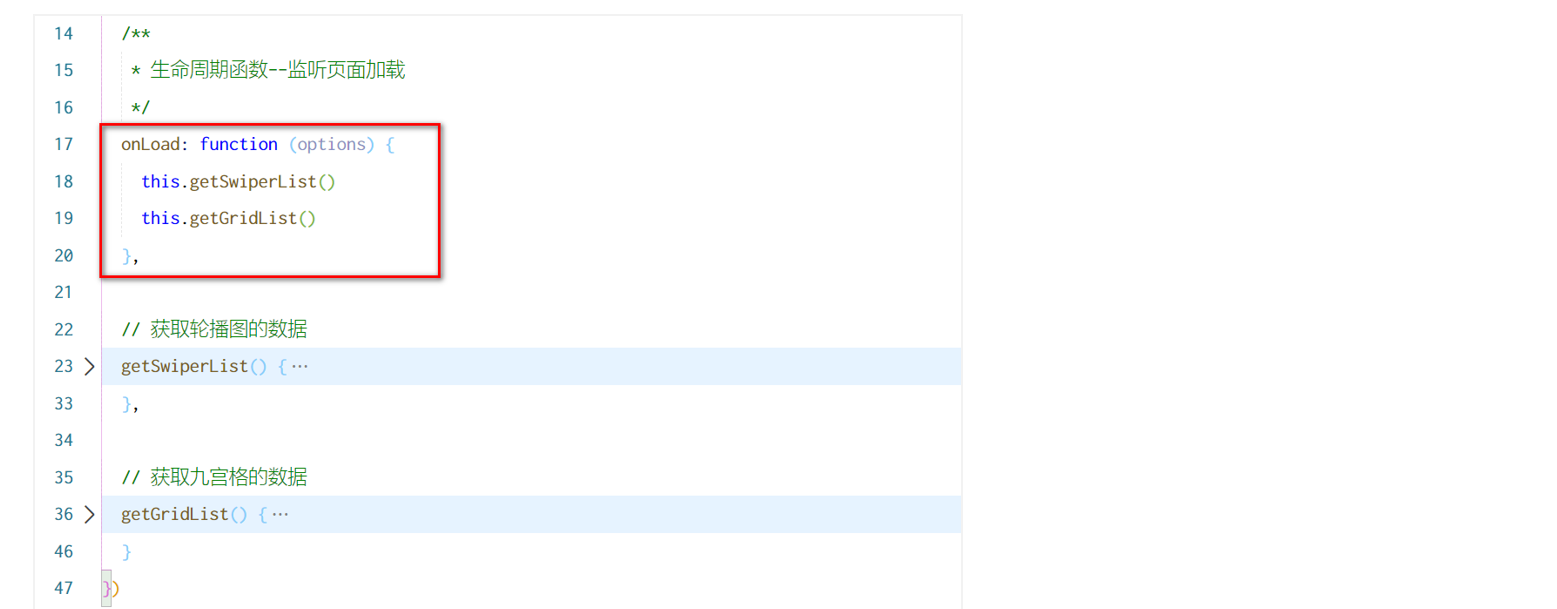 14 /**
15 * 生命周期函数--监听页面加载
16 */
17 onLoad: function (options) {
18 this.getSwiperList()
19 this.getGridList()
20 },
21
22 // 获取轮播图的数据
23 getSwiperList() { ···
33 },
34
35 // 获取九宫格的数据
36 getGridList() { ···
46 }
47 })